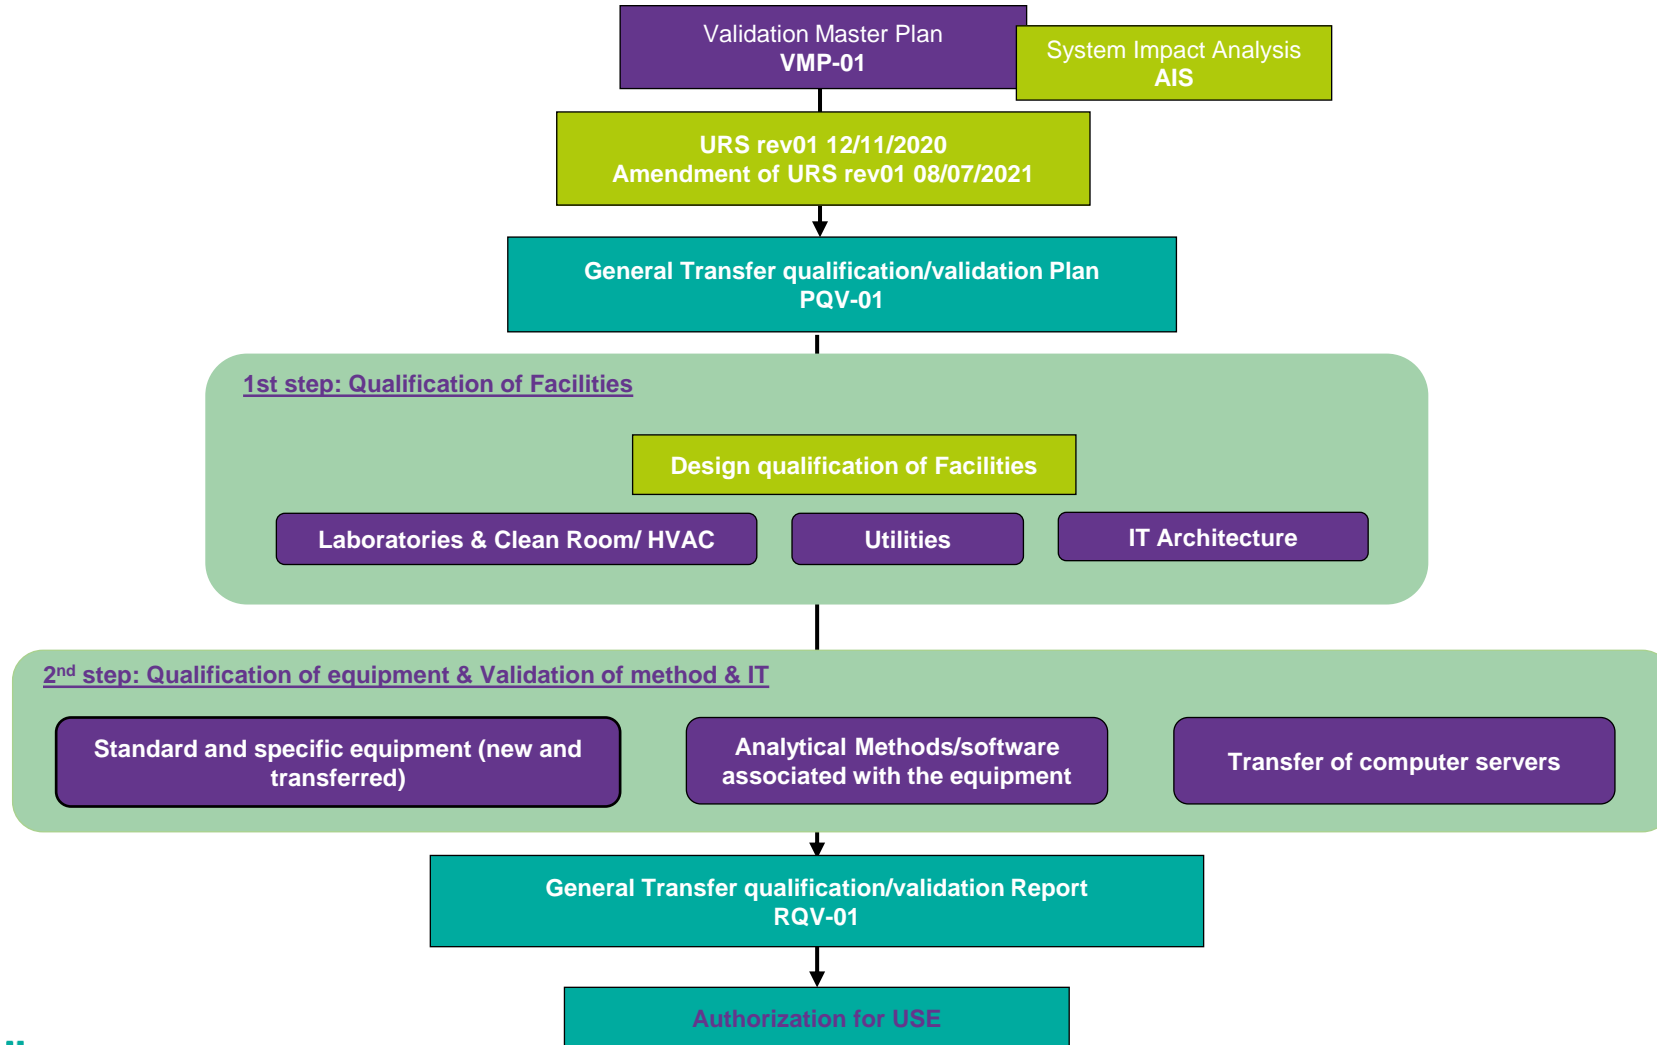 Validation Master Plan
VMP-01
System Impact Analysis
AIS
URS rev01 12/11/2020
Amendment of URS rev01 08/07/2021
General Transfer qualification/validation Plan
PQV-01
1st step: Qualification of Facilities
Design qualification of Facilities
Laboratories & Clean Room/ HVAC
Utilities
IT Architecture
2nd step: Qualification of equipment & Validation of method & IT
Standard and specific equipment (new and
transferred)
Analytical Methods/software
associated with the equipment
Transfer of computer servers
General Transfer qualification/validation Report
RQV-01
Authorization for USE